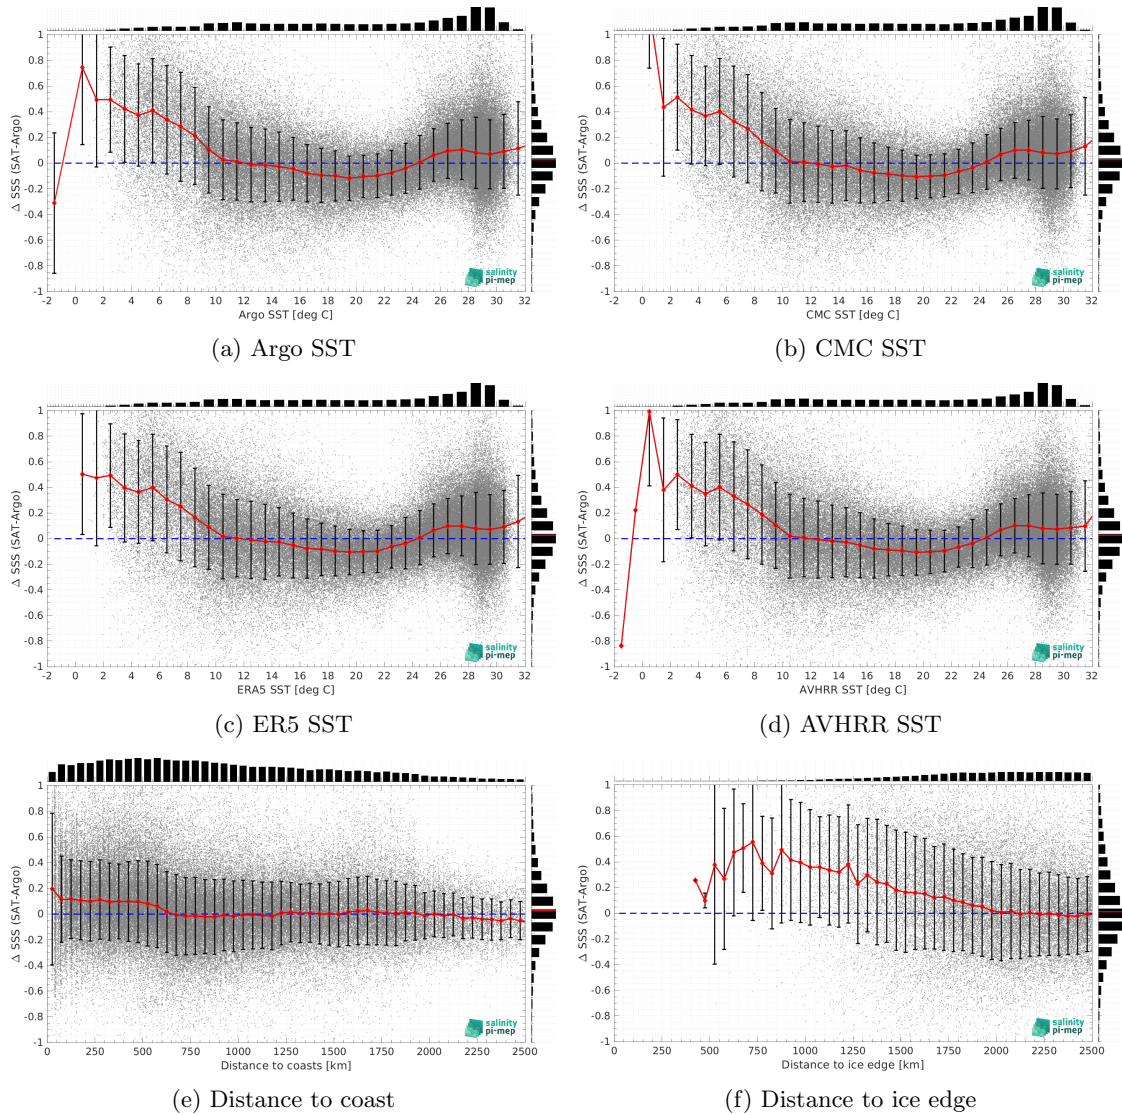 1
0.8
0.6
0.4
0.2
0
-0.2
-0.4
-0.6
-0.8
-1
Δ SSS (SAT-Argo)
salinity
pi-mep
-2 0 2 4 6 8 10 12 14 16 18 20 22 24 26 28 30 32
Argo SST [deg C]
(a) Argo SST
1
0.8
0.6
0.4
0.2
0
-0.2
-0.4
-0.6
-0.8
-1
Δ SSS (SAT-Argo)
salinity
pi-mep
-2 0 2 4 6 8 10 12 14 16 18 20 22 24 26 28 30 32
CMC SST [deg C]
(b) CMC SST
1
0.8
0.6
0.4
0.2
0
-0.2
-0.4
-0.6
-0.8
-1
Δ SSS (SAT-Argo)
salinity
pi-mep
-2 0 2 4 6 8 10 12 14 16 18 20 22 24 26 28 30 32
ERA5 SST [deg C]
(c) ER5 SST
1
0.8
0.6
0.4
0.2
0
-0.2
-0.4
-0.6
-0.8
-1
Δ SSS (SAT-Argo)
salinity
pi-mep
-2 0 2 4 6 8 10 12 14 16 18 20 22 24 26 28 30 32
AVHRR SST [deg C]
(d) AVHRR SST
1
0.8
0.6
0.4
0.2
0
-0.2
-0.4
-0.6
-0.8
-1
Δ SSS (SAT-Argo)
salinity
pi-mep
0 250 500 750 1000 1250 1500 1750 2000 2250 2500
Distance to coasts [km]
(e) Distance to coast
1
0.8
0.6
0.4
0.2
0
-0.2
-0.4
-0.6
-0.8
-1
Δ SSS (SAT-Argo)
salinity
pi-mep
0 250 500 750 1000 1250 1500 1750 2000 2250 2500
Distance to ice edge [km]
(f) Distance to ice edge